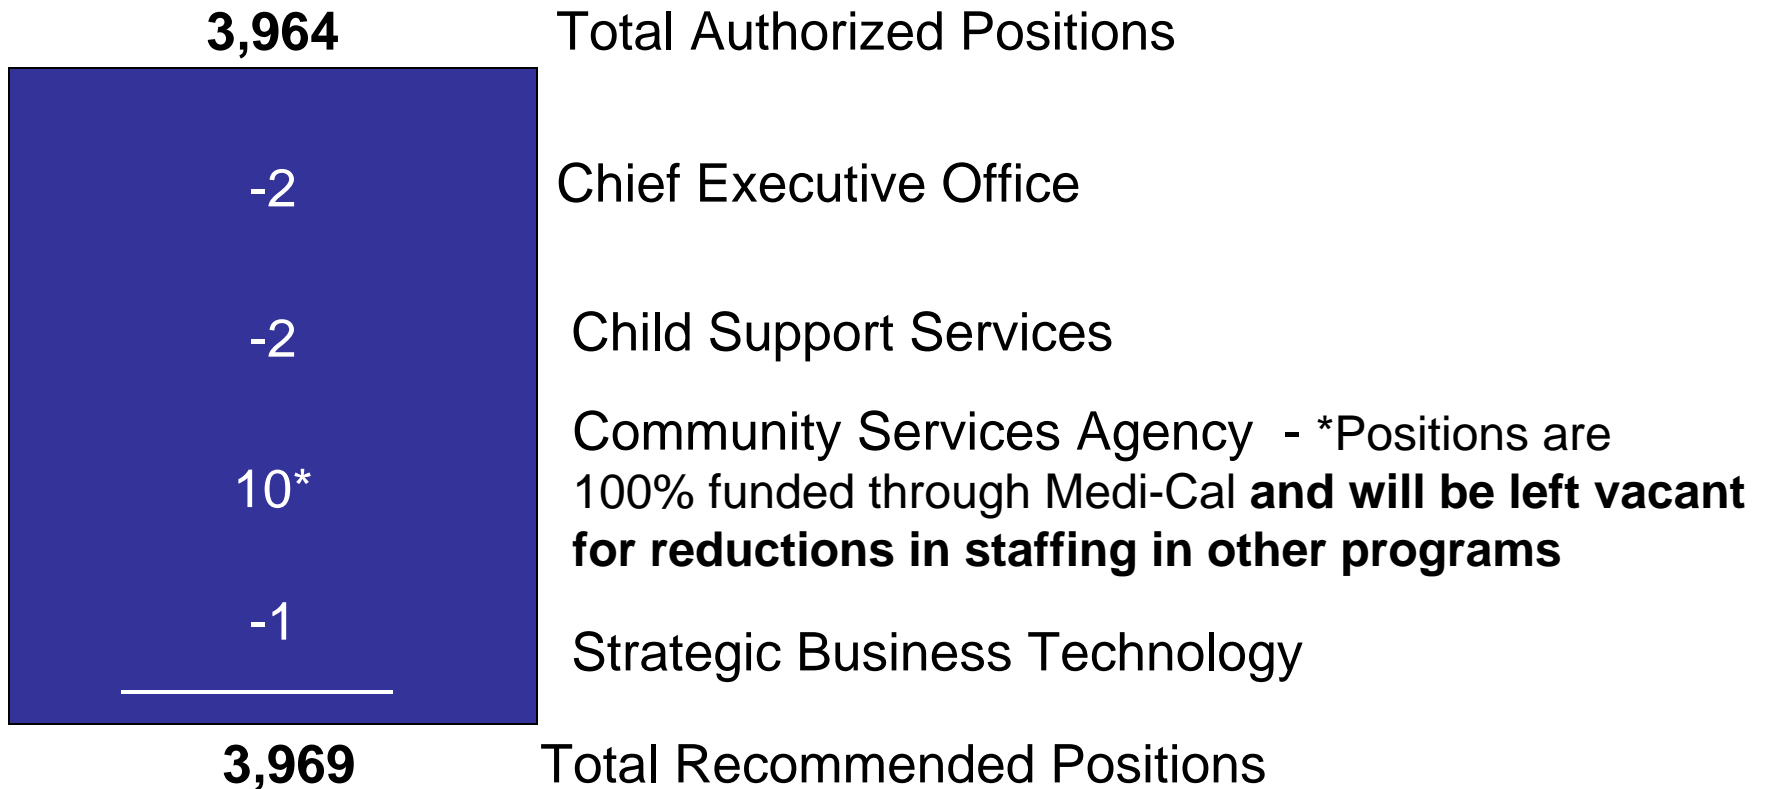 3,964 Total Authorized Positions
-2 Chief Executive Office
-2 Child Support Services
Community Services Agency - *Positions are
10* 100% funded through Medi-Cal and will be left vacant
for reductions in staffing in other programs
-1 Strategic Business Technology
3,969 Total Recommended Positions